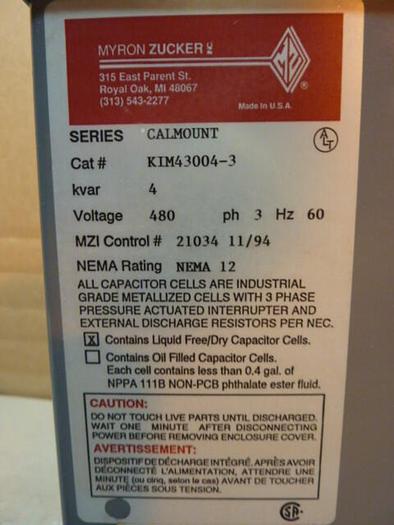 MYRON ZUCKER INC
315 East Parent St.
Royal Oak, MI 48067
(313) 543-2277
MZ ®
Made in U.S.A.
SERIES CALMOUNT
ALT
Cat # KIM43004-3
kvar 4
Voltage 480 ph 3 Hz 60
MZI Control # 21034 11/94
NEMA Rating NEMA 12
ALL CAPACITOR CELLS ARE INDUSTRIAL
GRADE METALLIZED CELLS WITH 3 PHASE
PRESSURE ACTUATED INTERRUPTER AND
EXTERNAL DISCHARGE RESISTORS PER NEC.
X Contains Liquid Free/Dry Capacitor Cells.
Contains Oil Filled Capacitor Cells.
Each cell contains less than 0.4 gal. of
NPPA 111B NON-PCB phthalate ester fluid.
CAUTION:
DO NOT TOUCH LIVE PARTS UNTIL DISCHARGED.
WAIT ONE MINUTE AFTER DISCONNECTING
POWER BEFORE REMOVING ENCLOSURE COVER.
AVERTISSEMENT:
DISPOSITIF DE DÉCHARGE INTÉGRÉ. APRÈS AVOIR
DÉCONNECTÉ L'ALIMENTATION, ATTENDRE UNE
MINUTE (ou cinq, selon le cas) AVANT DE TOUCHER
AUX PIÈCES SOUS TENSION.
SA